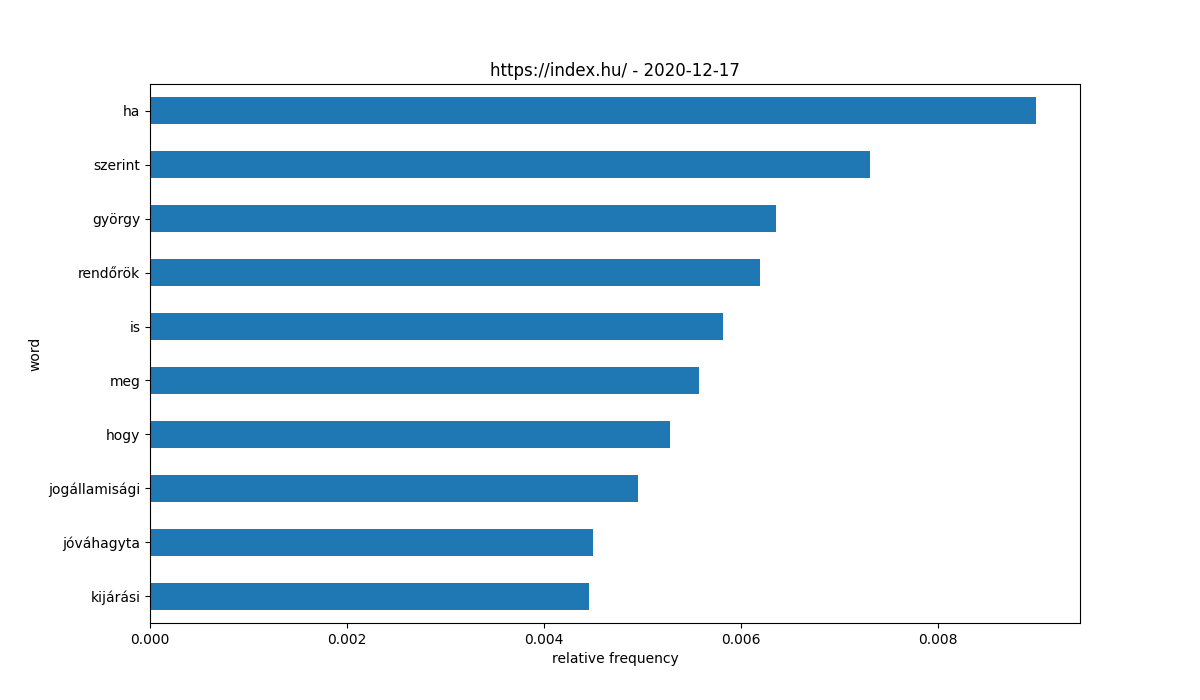 https://index.hu/ - 2020-12-17
ha
szerint
györgy
rendőrök
is
meg
hogy
jogállamisági
jóváhagyta
kijárási
word
0.000 0.002 0.004 0.006 0.008
relative frequency